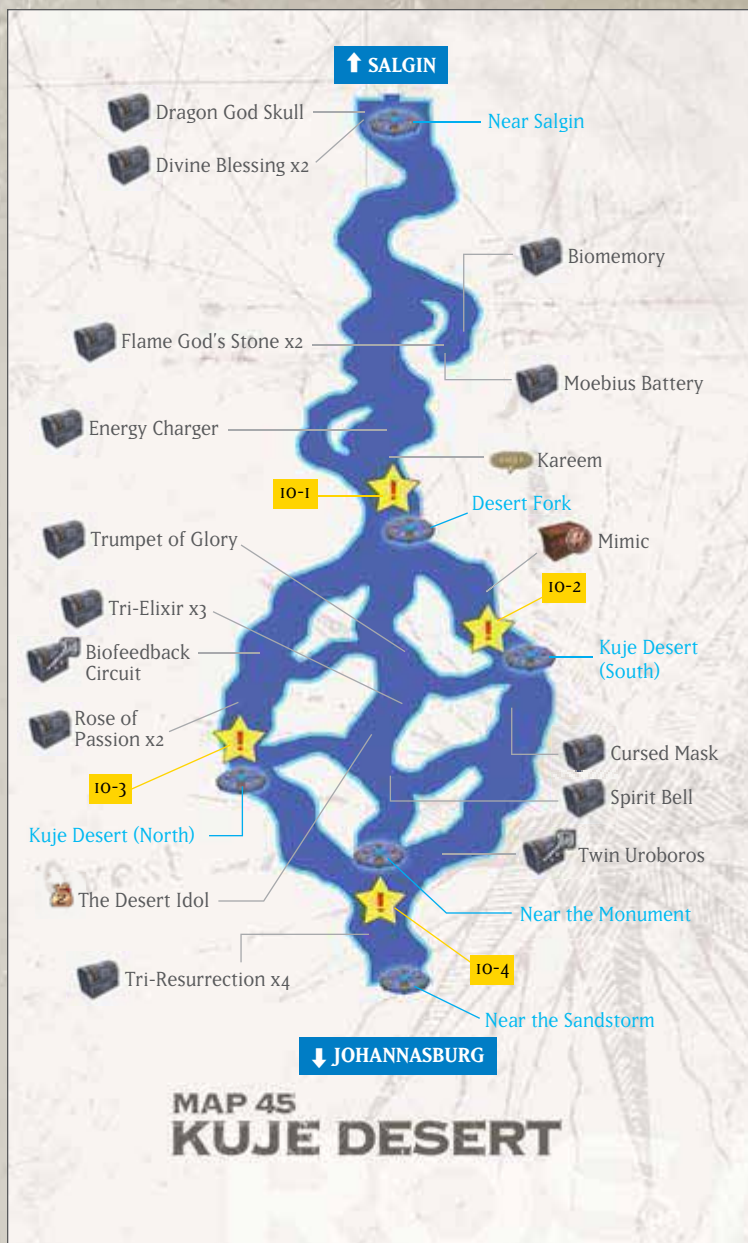 ↑ SALGIN
Dragon God Skull
Near Salgin
Divine Blessing x2
Biomemory
Flame God's Stone x2
Moebius Battery
Energy Charger
Kareem
10-1
Desert Fork
Trumpet of Glory
Mimic
10-2
Tri-Elixir x3
Biofeedback
Circuit
Kuje Desert
(South)
Rose of
Passion x2
Cursed Mask
10-3
Spirit Bell
Kuje Desert (North)
Twin Uroboros
The Desert Idol
Near the Monument
10-4
Tri-Resurrection x4
Near the Sandstorm
↓ JOHANNASBURG
MAP 45
KUJE DESERT